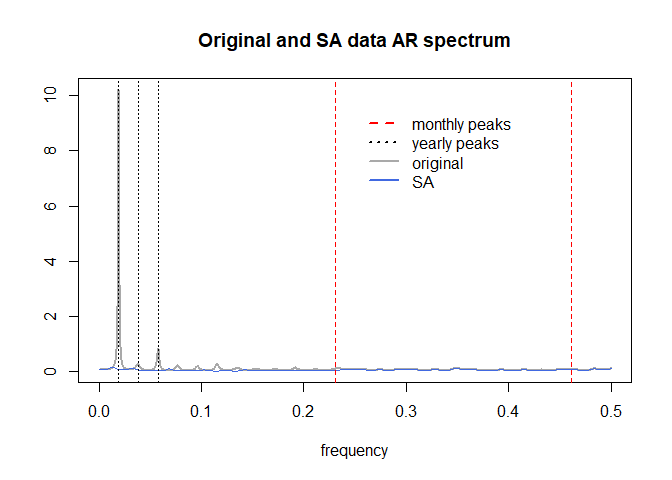 Original and SA data AR spectrum
10
8
6
4
2
0
monthly peaks
yearly peaks
original
SA
0.0 0.1 0.2 0.3 0.4 0.5
frequency